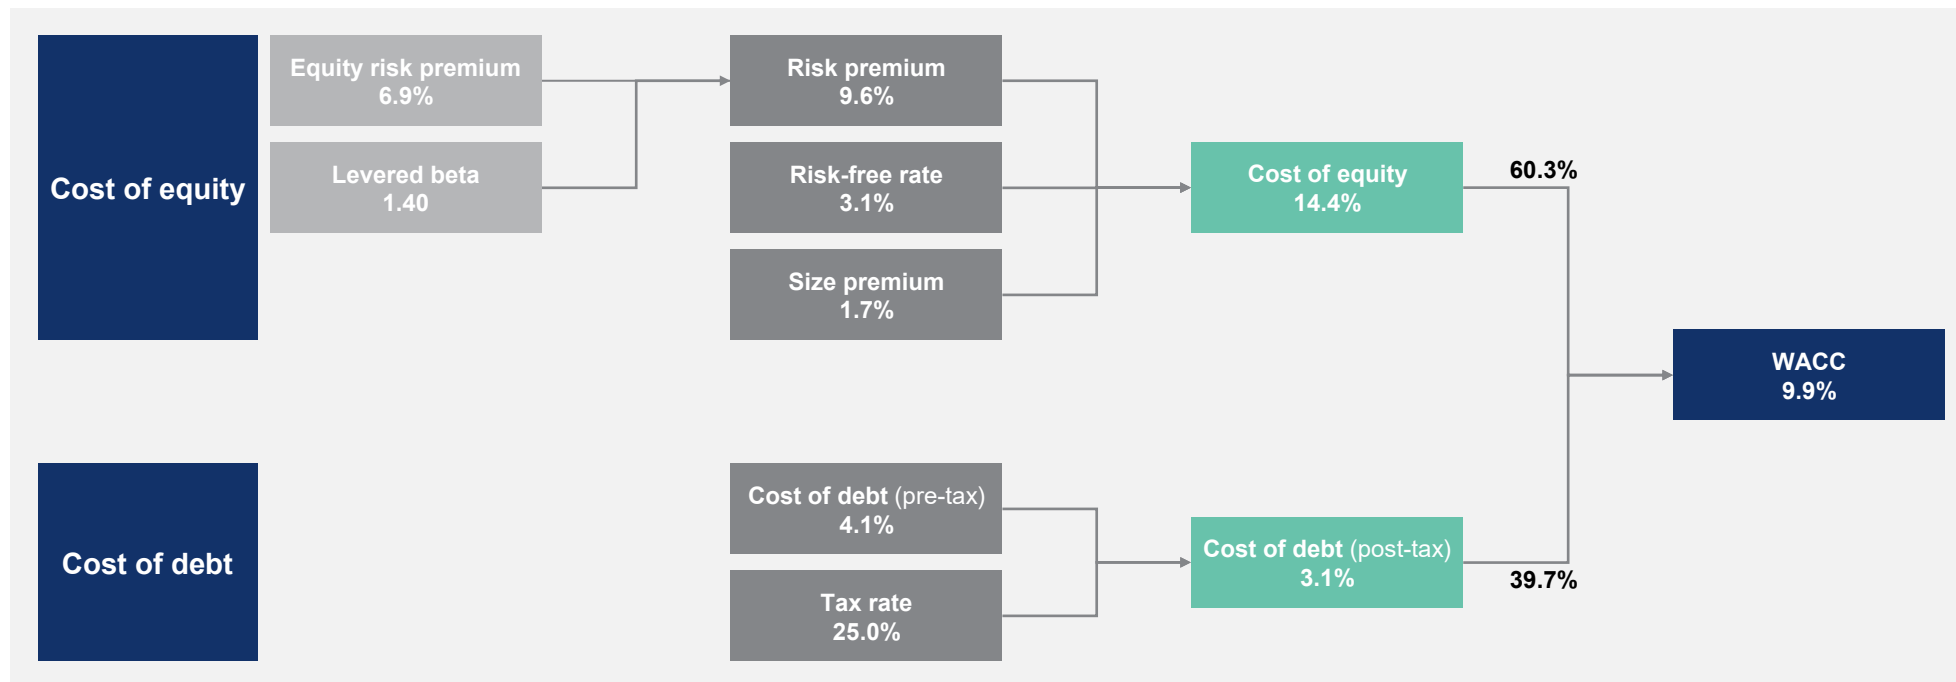 Cost of equity
Equity risk premium
6.9%
Levered beta
1.40
Risk premium
9.6%
Risk-free rate
3.1%
Size premium
1.7%
Cost of equity
14.4%
60.3%
WACC
9.9%
Cost of debt
Cost of debt (pre-tax)
4.1%
Tax rate
25.0%
Cost of debt (post-tax)
3.1%
39.7%